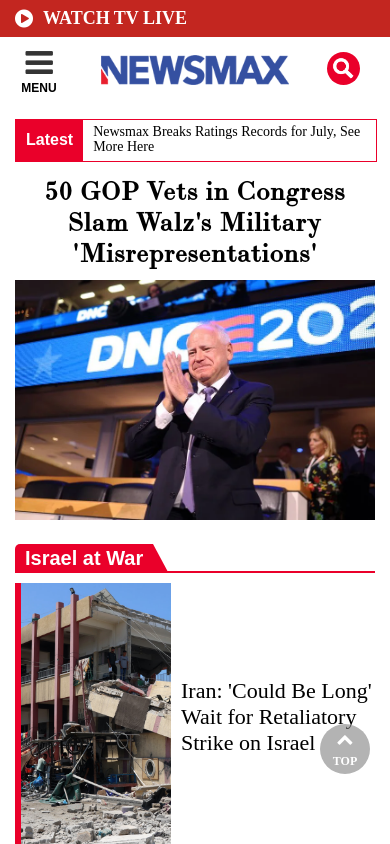 WATCH TV LIVE
NEWSMAX
MENU
Latest
Newsmax Breaks Ratings Records for July, See
More Here
50 GOP Vets in Congress
Slam Walz's Military
'Misrepresentations'
DNC
DNC 202
Israel at War
Iran: 'Could Be Long'
Wait for Retaliatory
Strike on Israel
TOP